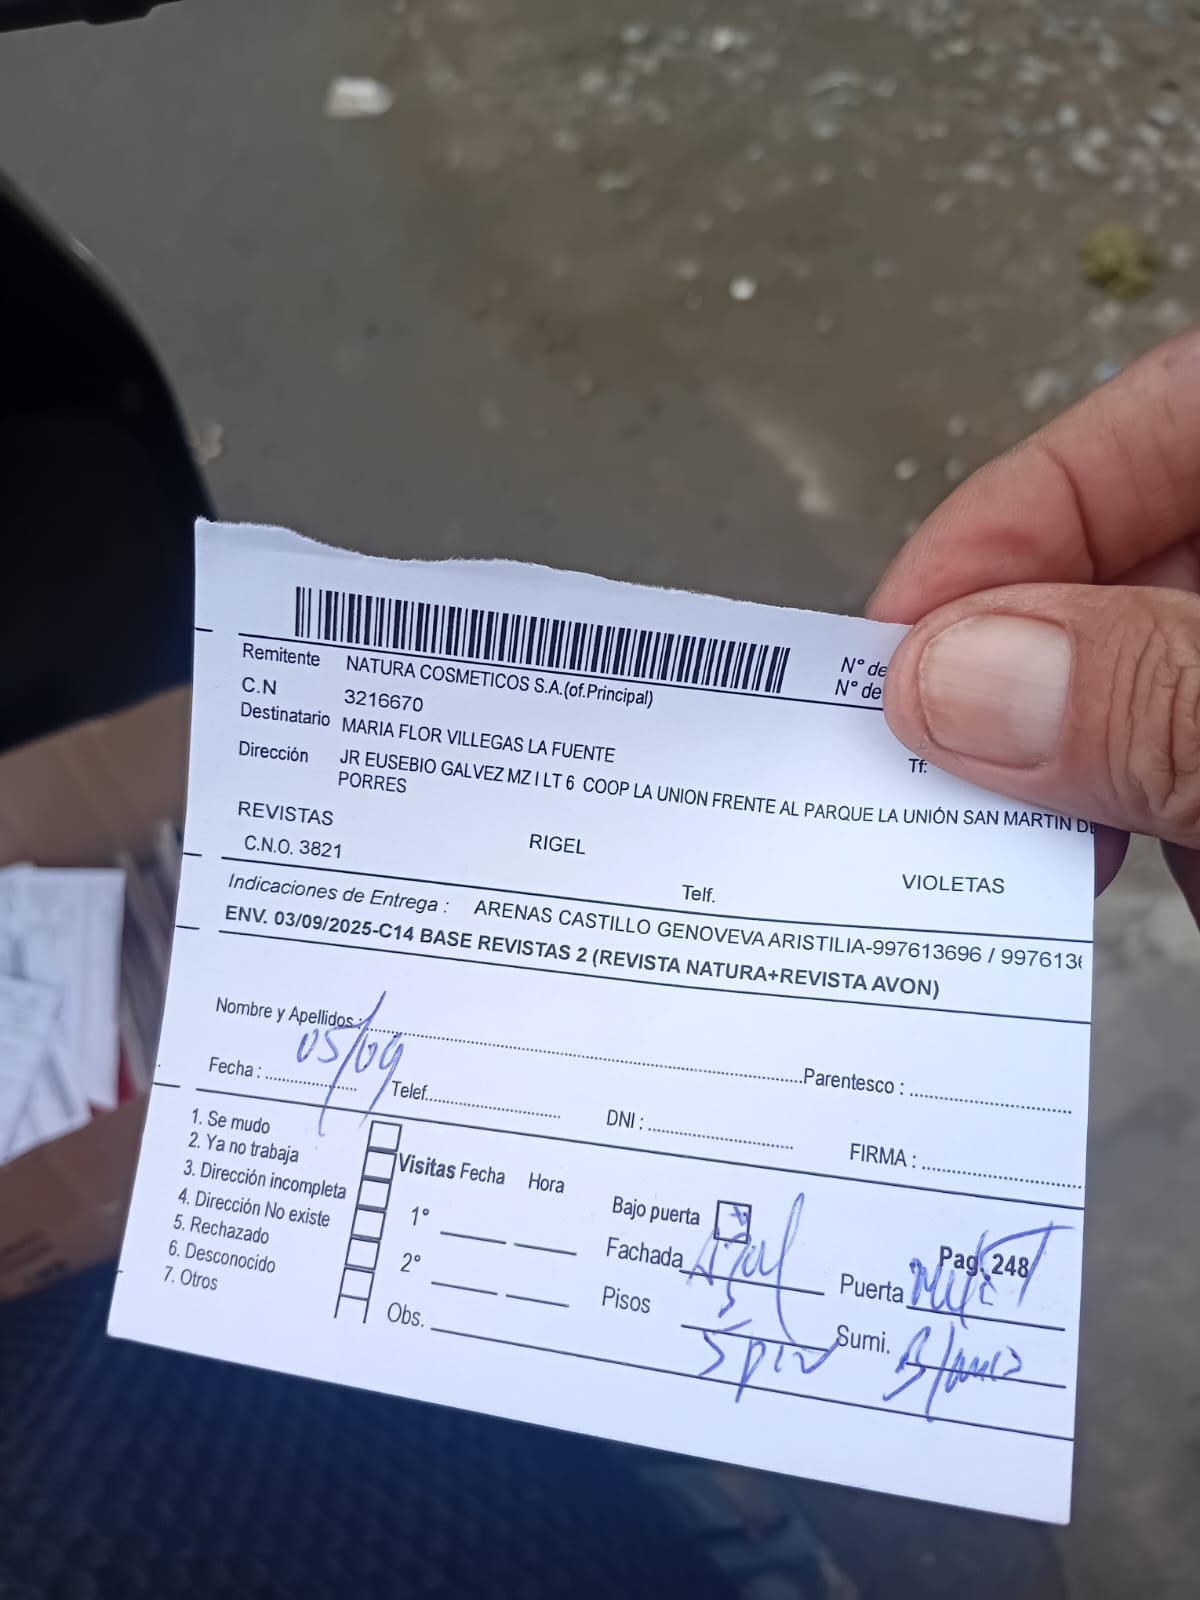 N° de
N° de
Remitente NATURA COSMETICOS S.A.(of.Principal)
C.N 3216670
Destinatario MARIA FLOR VILLEGAS LA FUENTE
Tf:
Dirección JR EUSEBIO GALVEZ MZ I LT 6 COOP LA UNION FRENTE AL PARQUE LA UNIÓN SAN MARTIN DE
PORRES
REVISTAS RIGEL VIOLETAS
C.N.O. 3821 Telf.
Indicaciones de Entrega : ARENAS CASTILLO GENOVEVA ARISTILIA-997613696 / 997613
ENV. 03/09/2025-C14 BASE REVISTAS 2 (REVISTA NATURA+REVISTA AVON)
Nombre y Apellidos : Parentesco :
Fecha : 05/09 Telef. DNI : FIRMA :
1. Se mudo
2. Ya no trabaja
3. Dirección incompleta
4. Dirección No existe
5. Rechazado
6. Desconocido
7. Otros
Visitas Fecha Hora
1°
2°
Obs.
Bajo puerta
Fachada Azul
Pisos 5
Pag. 248
Puerta
Sumi. Blanco